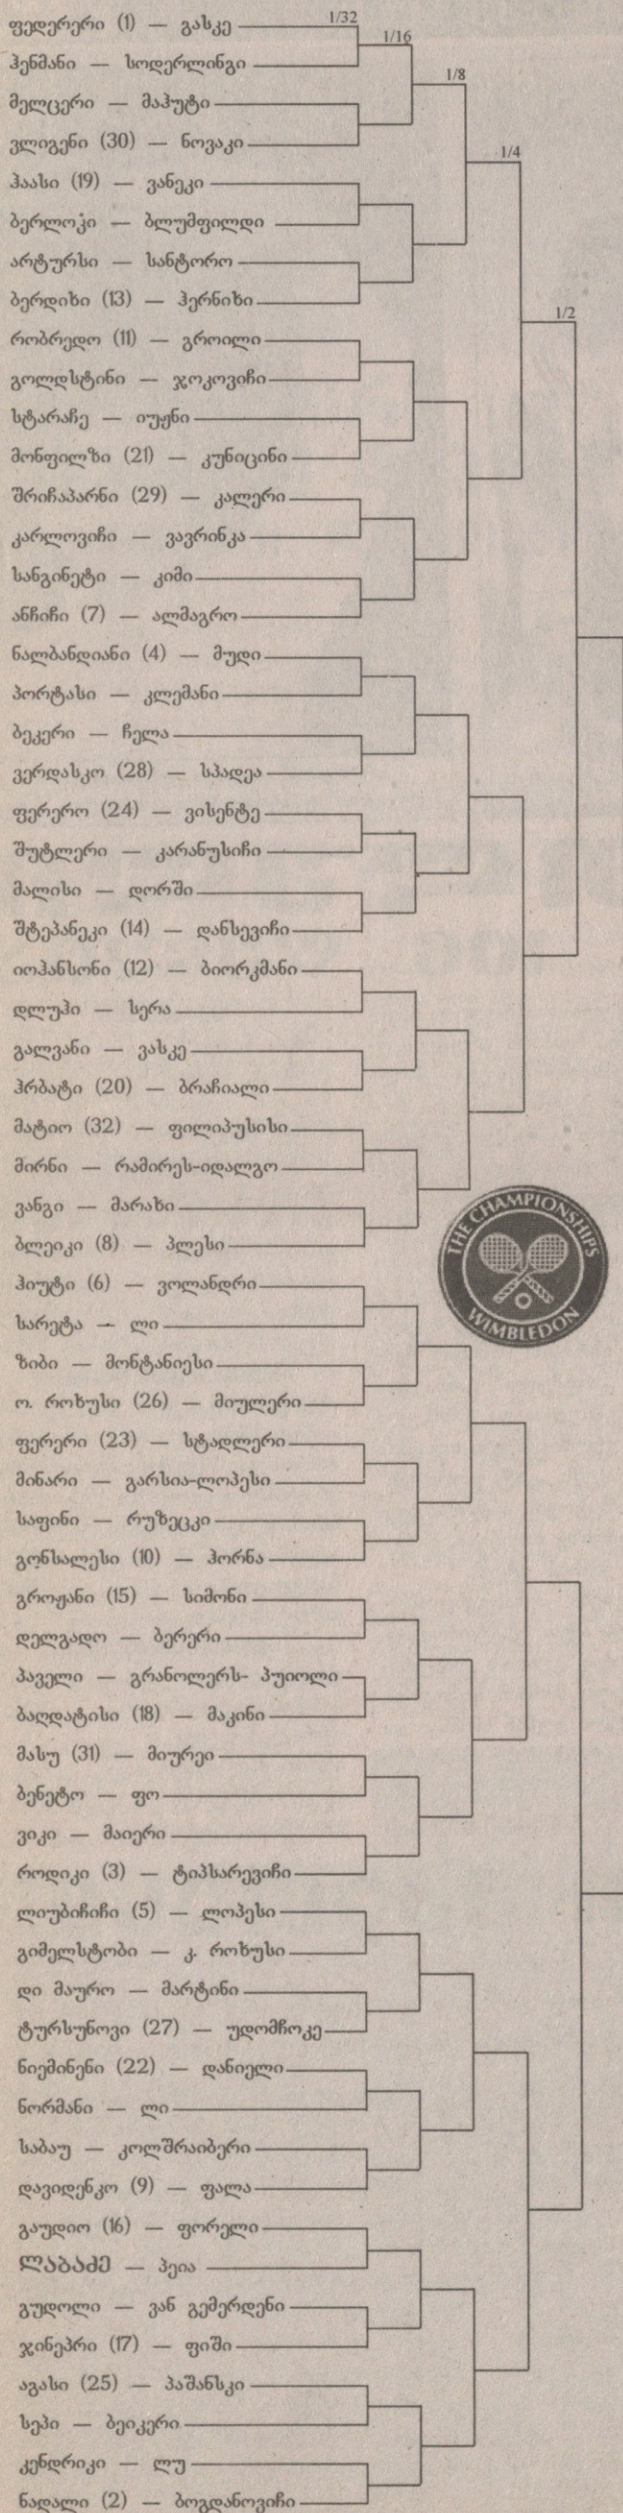 ფედერერი (1) — გასკე
1/32
1/16
ჰენმანი — სოდერლინგი
1/8
მელცერი — მაჰუტი
ვლიგენი (30) — ნოვაკი
1/4
ჰაასი (19) — ვანეკი
ბერლოკი — ბლუმფილდი
არტურსი — სანტორო
ბერდიხი (13) — ჰერნიხი
1/2
რობრედო (11) — გროილი
გოლდსტინი — ჯოკოვიჩი
სტარაჩე — იუჟნი
მონფილზი (21) — კუნიცინი
შრიჩაპარნი (29) — კალერი
კარლოვიჩი — ვავრინკა
სანგინეტი — კიმი
ანჩიჩი (7) — ალმაგრო
ნალბანდიანი (4) — მუდი
პორტასი — კლემანი
ბეკერი — ჩელა
ვერდასკო (28) — სპადეა
ფერერო (24) — ვისენტე
შუტლერი — კარანუსიჩი
მალისი — დორში
შტეპანეკი (14) — დანსევიჩი
იოჰანსონი (12) — ბიორკმანი
დლუჰი — სერა
გალვანი — ვასკე
ჰრბატი (20) — ბრაჩიალი
მატიო (32) — ფილიპუსისი
მირნი — რამირეს-იდალგო
ვანგი — მარახი
ბლეიკი (8) — პლესი
THE CHAMPIONSHIPS
WIMBLEDON
ჰიუტი (6) — ვოლანდრი
სარეტა — ლი
ზიბი — მონტანიესი
ო. როხუსი (26) — მიულერი
ფერერი (23) — სტადლერი
მინარი — გარსია-ლოპესი
საფინი — რუზეცკი
გონსალესი (10) — ჰორნა
გროჟანი (15) — სიმონი
დელგადო — ბერერი
პაველი — გრანოლერს- პუიოლი
ბაღდატისი (18) — მაკინი
მასუ (31) — მიურეი
ბენეტო — ფო
ვიკი — მაიერი
როდიკი (3) — ტიპსარევიჩი
ლიუბიჩიჩი (5) — ლოპესი
გიმელსტობი — კ. როხუსი
დი მაურო — მარტინი
ტურსუნოვი (27) — უდომჩოკე
ნიემინენი (22) — დანიელი
ნორმანი — ლი
საბაუ — კოლშრაიბერი
დავიდენკო (9) — ფალა
გაუდიო (16) — ფორელი
ლაბაძე — პეია
გუდოლი — ვან გემერდენი
ჯინეპრი (17) — ფიში
აგასი (25) — პაშანსკი
სეპი — ბეიკერი
კენდრიკი — ლუ
ნადალი (2) — ბოგდანოვიჩი